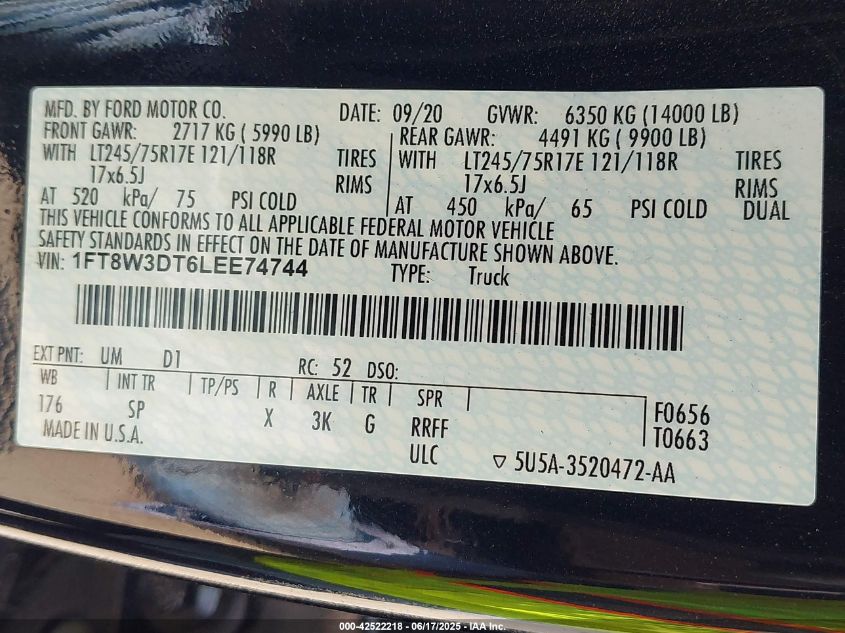 MFD. BY FORD MOTOR CO. DATE: 09/20 GVWR: 6350 KG (14000 LB)
FRONT GAWR: 2717 KG ( 5990 LB) REAR GAWR: 4491 KG ( 9900 LB)
WITH LT245/75R17E 121/118R TIRES WITH LT245/75R17E 121/118R TIRES
17x6.5J RIMS 17x6.5J RIMS
AT 520 kPa/ 75 PSI COLD AT 450 kPa/ 65 PSI COLD DUAL
THIS VEHICLE CONFORMS TO ALL APPLICABLE FEDERAL MOTOR VEHICLE
SAFETY STANDARDS IN EFFECT ON THE DATE OF MANUFACTURE SHOWN ABOVE.
VIN: 1FT8W3DT6LEE74744 TYPE: Truck
EXT PNT: UM D1 RC: 52 DSO:
WB INT TR TP/PS R AXLE TR SPR
176 SP X 3K G RRFF F0656
MADE IN U.S.A. ULC T0663
5U5A-3520472-AA
000-42522218 - 06/17/2025 - IAA Inc.